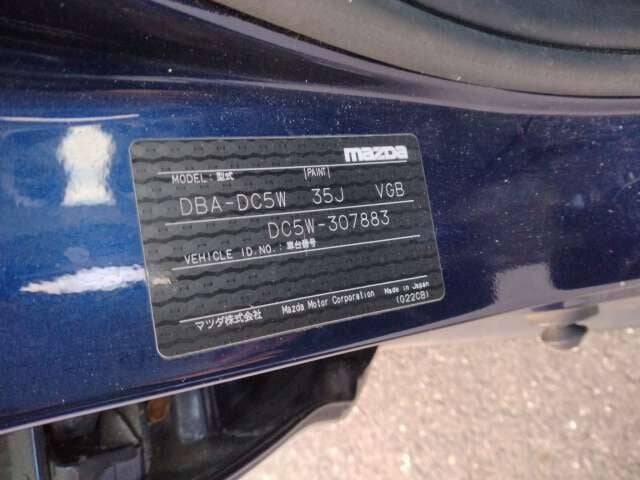 mazda
MODEL:型式 [PAINT]
DBA-DC5W 35J VGB
DC5W-307883
VEHICLE ID.NO.:車台番号
マツダ株式会社 Mazda Motor Corporation Made in Japan
(022CB)